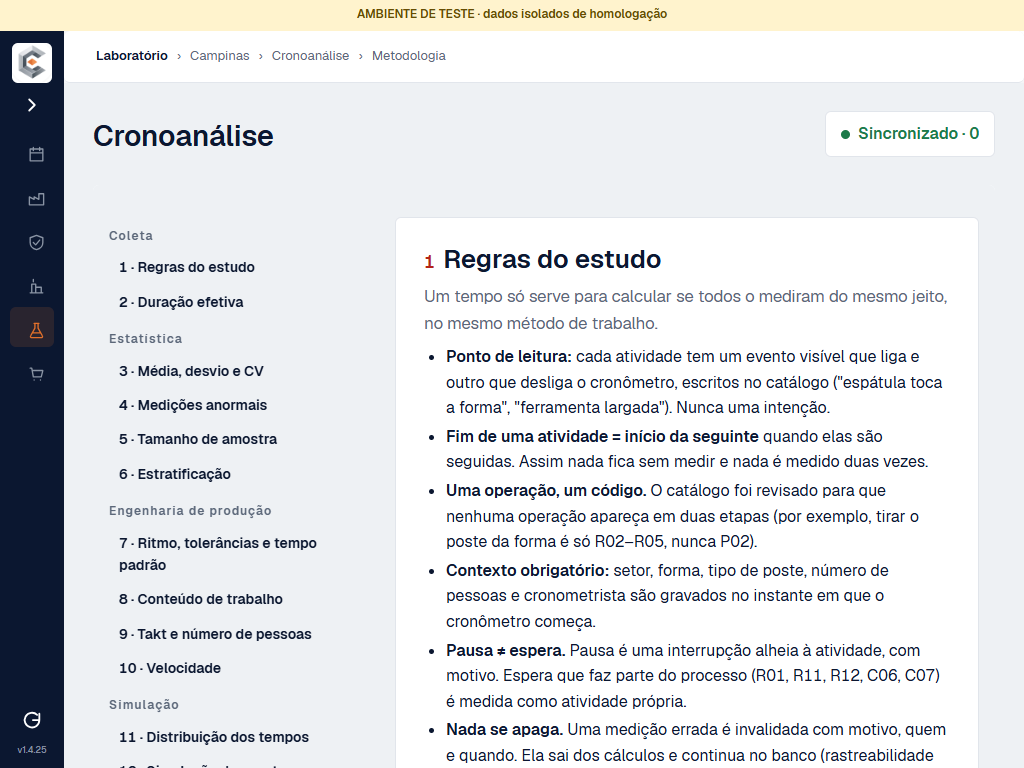 AMBIENTE DE TESTE · dados isolados de homologação
Laboratório › Campinas › Cronoanálise › Metodologia
Cronoanálise
Sincronizado · 0
Coleta
1 · Regras do estudo
2 · Duração efetiva
Estatística
3 · Média, desvio e CV
4 · Medições anormais
5 · Tamanho de amostra
6 · Estratificação
Engenharia de produção
7 · Ritmo, tolerâncias e tempo
padrão
8 · Conteúdo de trabalho
9 · Takt e número de pessoas
10 · Velocidade
Simulação
11 · Distribuição dos tempos
v1.4.25
1 Regras do estudo
Um tempo só serve para calcular se todos o mediram do mesmo jeito,
no mesmo método de trabalho.
• Ponto de leitura: cada atividade tem um evento visível que liga e
outro que desliga o cronômetro, escritos no catálogo ("espátula toca
a forma", "ferramenta largada"). Nunca uma intenção.
• Fim de uma atividade = início da seguinte quando elas são
seguidas. Assim nada fica sem medir e nada é medido duas vezes.
• Uma operação, um código. O catálogo foi revisado para que
nenhuma operação apareça em duas etapas (por exemplo, tirar o
poste da forma é só R02–R05, nunca P02).
• Contexto obrigatório: setor, forma, tipo de poste, número de
pessoas e cronometrista são gravados no instante em que o
cronômetro começa.
• Pausa ≠ espera. Pausa é uma interrupção alheia à atividade, com
motivo. Espera que faz parte do processo (R01, R11, R12, C06, C07)
é medida como atividade própria.
• Nada se apaga. Uma medição errada é invalidada com motivo, quem
e quando. Ela sai dos cálculos e continua no banco (rastreabilidade